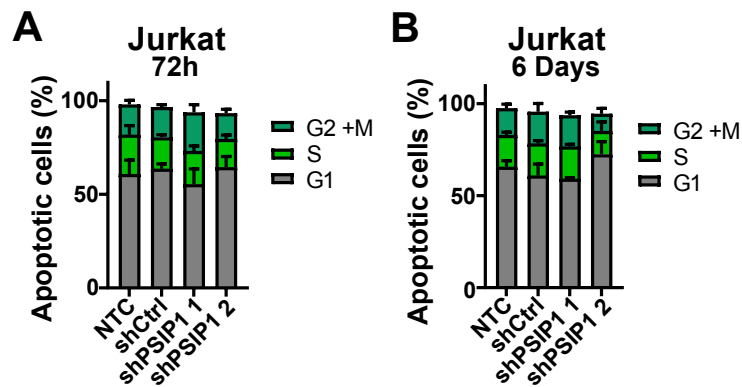 A
Jurkat
72h
Apoptotic cells (%)
100
50
0
G2 +M
S
G1
NTC
shCtrl
shPSIP1 1
shPSIP1 2
B
Jurkat
6 Days
Apoptotic cells (%)
100
50
0
G2 +M
S
G1
NTC
shCtrl
shPSIP1 1
shPSIP1 2